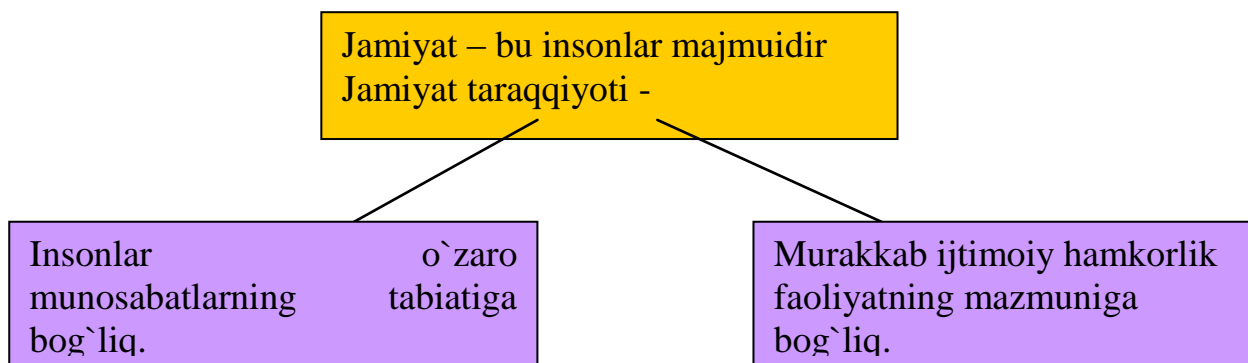 Jamiyat – bu insonlar majmuidir
Jamiyat taraqqiyoti -
Insonlar o`zaro
munosabatlarning tabiatiga
bog`liq.
Murakkab ijtimoiy hamkorlik
faoliyatning mazmuniga
bog`liq.